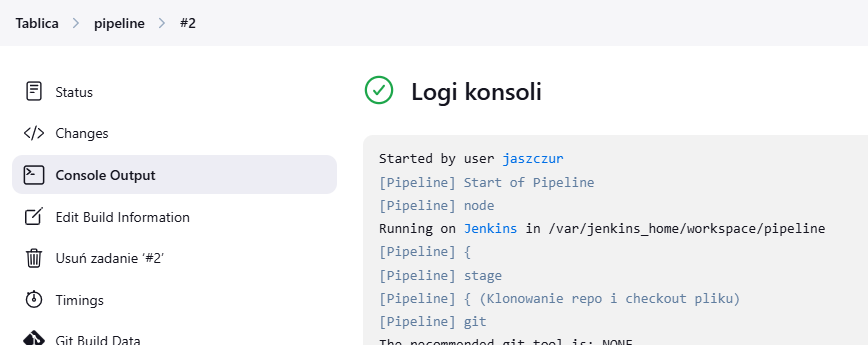 Tablica > pipeline > #2
Status
Changes
Console Output
Edit Build Information
Usuń zadanie ‘#2’
Timings
Git Build Data
Logi konsoli
Started by user jaszczur
[Pipeline] Start of Pipeline
[Pipeline] node
Running on Jenkins in /var/jenkins_home/workspace/pipeline
[Pipeline] {
[Pipeline] stage
[Pipeline] { (Klonowanie repo i checkout pliku)
[Pipeline] git
The recommended git tool is: NONE